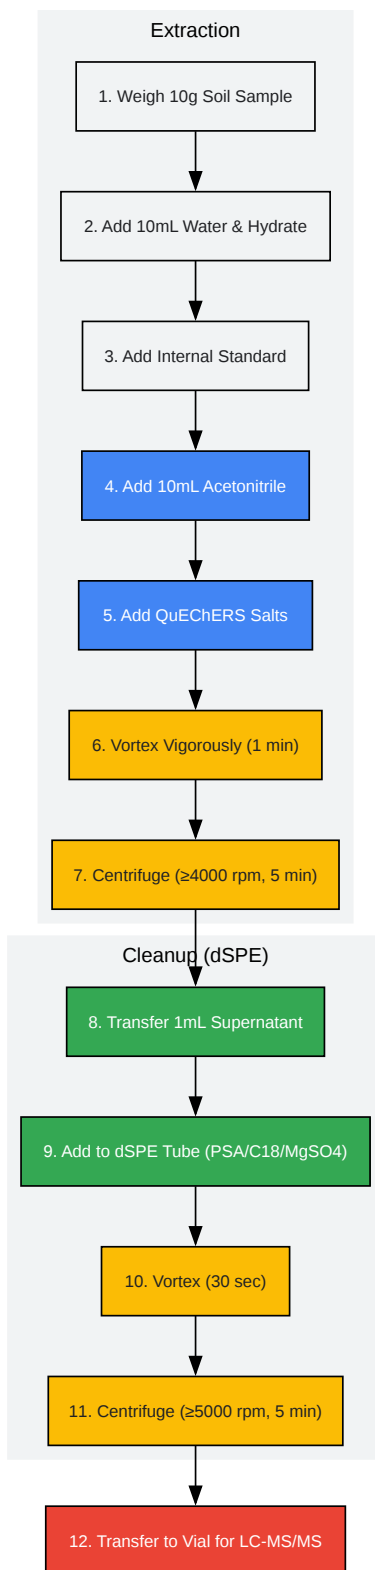 Extraction
1. Weigh 10g Soil Sample
2. Add 10mL Water & Hydrate
3. Add Internal Standard
4. Add 10mL Acetonitrile
5. Add QuEChERS Salts
6. Vortex Vigorously (1 min)
7. Centrifuge (≥4000 rpm, 5 min)
Cleanup (dSPE)
8. Transfer 1mL Supernatant
9. Add to dSPE Tube (PSA/C18/MgSO4)
10. Vortex (30 sec)
11. Centrifuge (≥5000 rpm, 5 min)
12. Transfer to Vial for LC-MS/MS